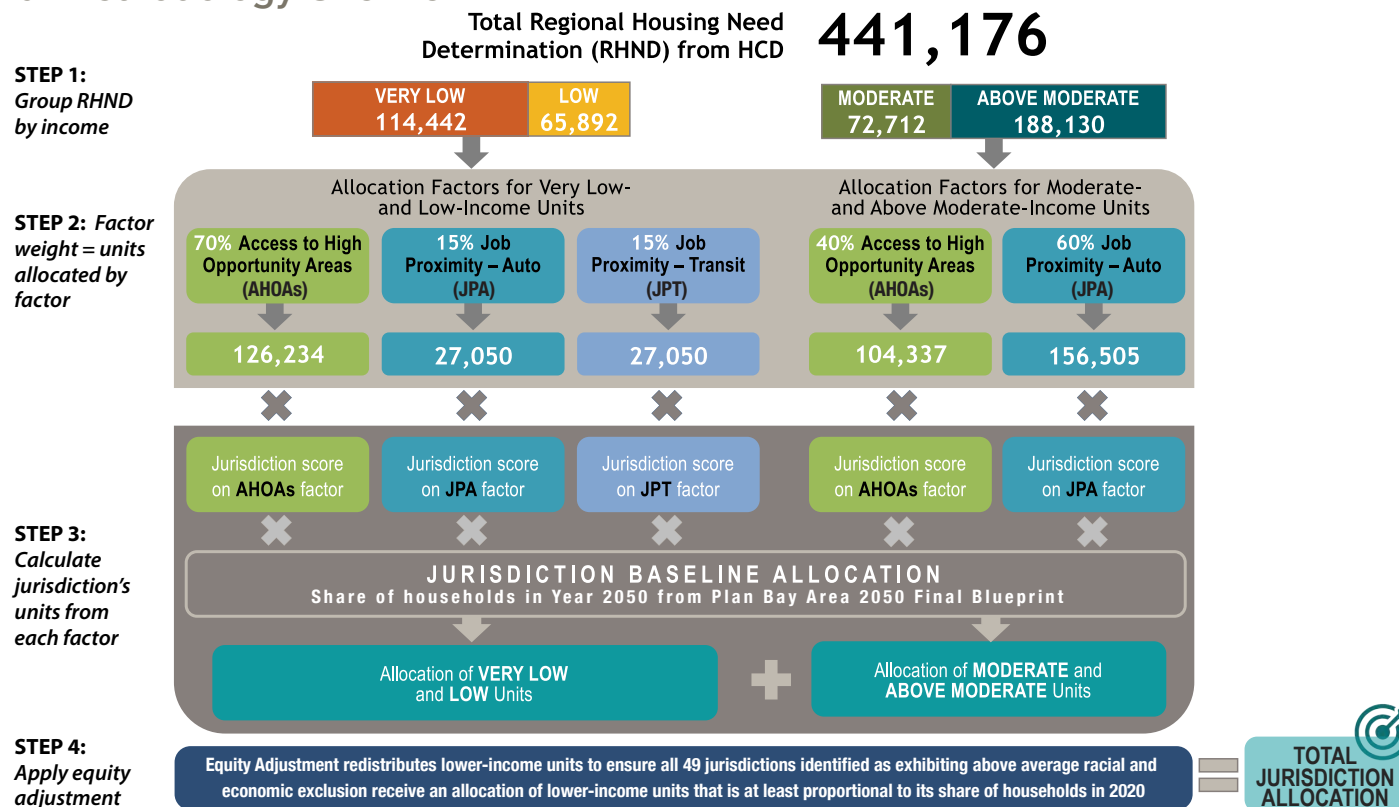 Total Regional Housing Need
Determination (RHND) from HCD
441,176
STEP 1:
Group RHND
by income
VERY LOW
114,442
LOW
65,892
MODERATE
72,712
ABOVE MODERATE
188,130
STEP 2: Factor
weight = units
allocated by
factor
Allocation Factors for Very Low-
and Low-Income Units
Allocation Factors for Moderate-
and Above Moderate-Income Units
70% Access to High
Opportunity Areas
(AHOAs)
15% Job
Proximity – Auto
(JPA)
15% Job
Proximity – Transit
(JPT)
40% Access to High
Opportunity Areas
(AHOAs)
60% Job
Proximity – Auto
(JPA)
126,234
27,050
27,050
104,337
156,505
STEP 3:
Calculate
jurisdiction's
units from
each factor
Jurisdiction score
on AHOAs factor
Jurisdiction score
on JPA factor
Jurisdiction score
on JPT factor
Jurisdiction score
on AHOAs factor
Jurisdiction score
on JPA factor
JURISDICTION BASELINE ALLOCATION
Share of households in Year 2050 from Plan Bay Area 2050 Final Blueprint
Allocation of VERY LOW
and LOW Units
Allocation of MODERATE and
ABOVE MODERATE Units
STEP 4:
Apply equity
adjustment
Equity Adjustment redistributes lower-income units to ensure all 49 jurisdictions identified as exhibiting above average racial and
economic exclusion receive an allocation of lower-income units that is at least proportional to its share of households in 2020
TOTAL
JURISDICTION
ALLOCATION